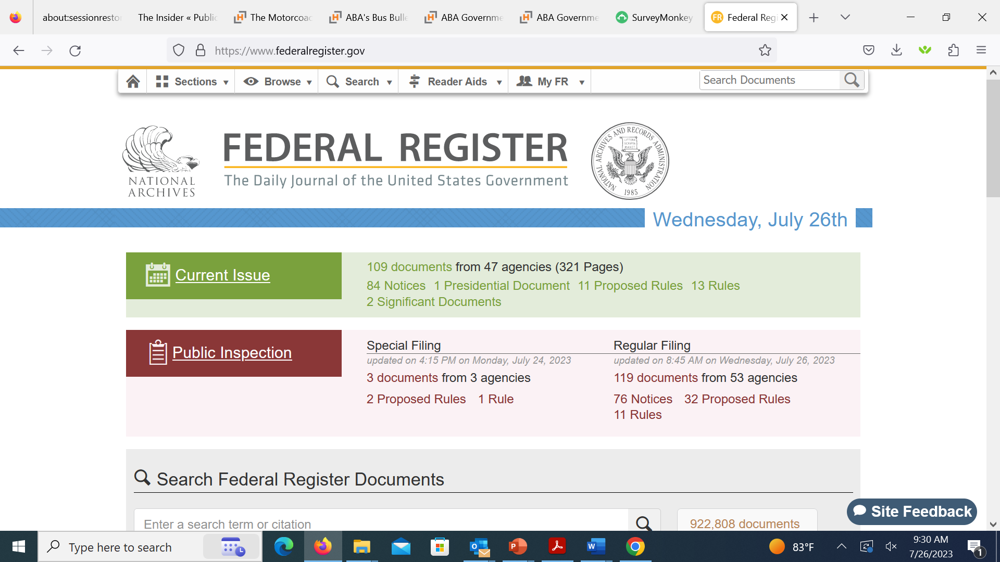 about:sessionresto
The Insider « Public
The Motorcoac
ABA's Bus Bulle
ABA Governme
ABA Governme
SurveyMonkey
FR Federal Regi
https://www.federalregister.gov
Sections
Browse
Search
Reader Aids
My FR
Search Documents
NATIONAL
ARCHIVES
FEDERAL REGISTER
The Daily Journal of the United States Government
NATIONAL ARCHIVES AND RECORDS ADMINISTRATION
LITTERA
SCRIPTA
MANET
1985
Wednesday, July 26th
Current Issue
109 documents from 47 agencies (321 Pages)
84 Notices 1 Presidential Document 11 Proposed Rules 13 Rules
2 Significant Documents
Public Inspection
Special Filing
updated on 4:15 PM on Monday, July 24, 2023
3 documents from 3 agencies
2 Proposed Rules 1 Rule
Regular Filing
updated on 8:45 AM on Wednesday, July 26, 2023
119 documents from 53 agencies
76 Notices 32 Proposed Rules
11 Rules
Search Federal Register Documents
Enter a search term or citation
922,808 documents
Site Feedback
Type here to search
83°F
9:30 AM
7/26/2023
1